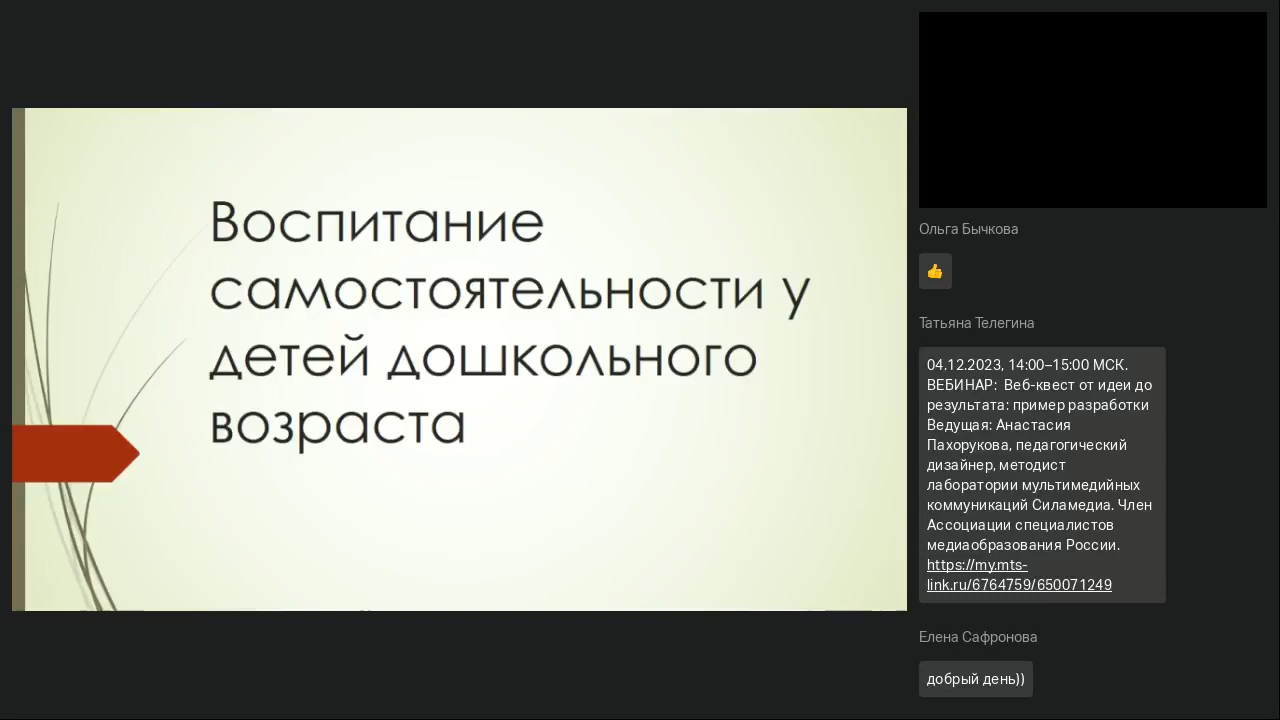 Воспитание
самостоятельности у
детей дошкольного
возраста
Ольга Бычкова
👍
Татьяна Телегина
04.12.2023, 14:00–15:00 МСК.
ВЕБИНАР:  Веб-квест от идеи до
результата: пример разработки
Ведущая: Анастасия
Пахорукова, педагогический
дизайнер, методист
лаборатории мультимедийных
коммуникаций Силамедиа. Член
Ассоциации специалистов
медиаобразования России.
https://my.mts-
link.ru/6764759/650071249
Елена Сафронова
добрый день))